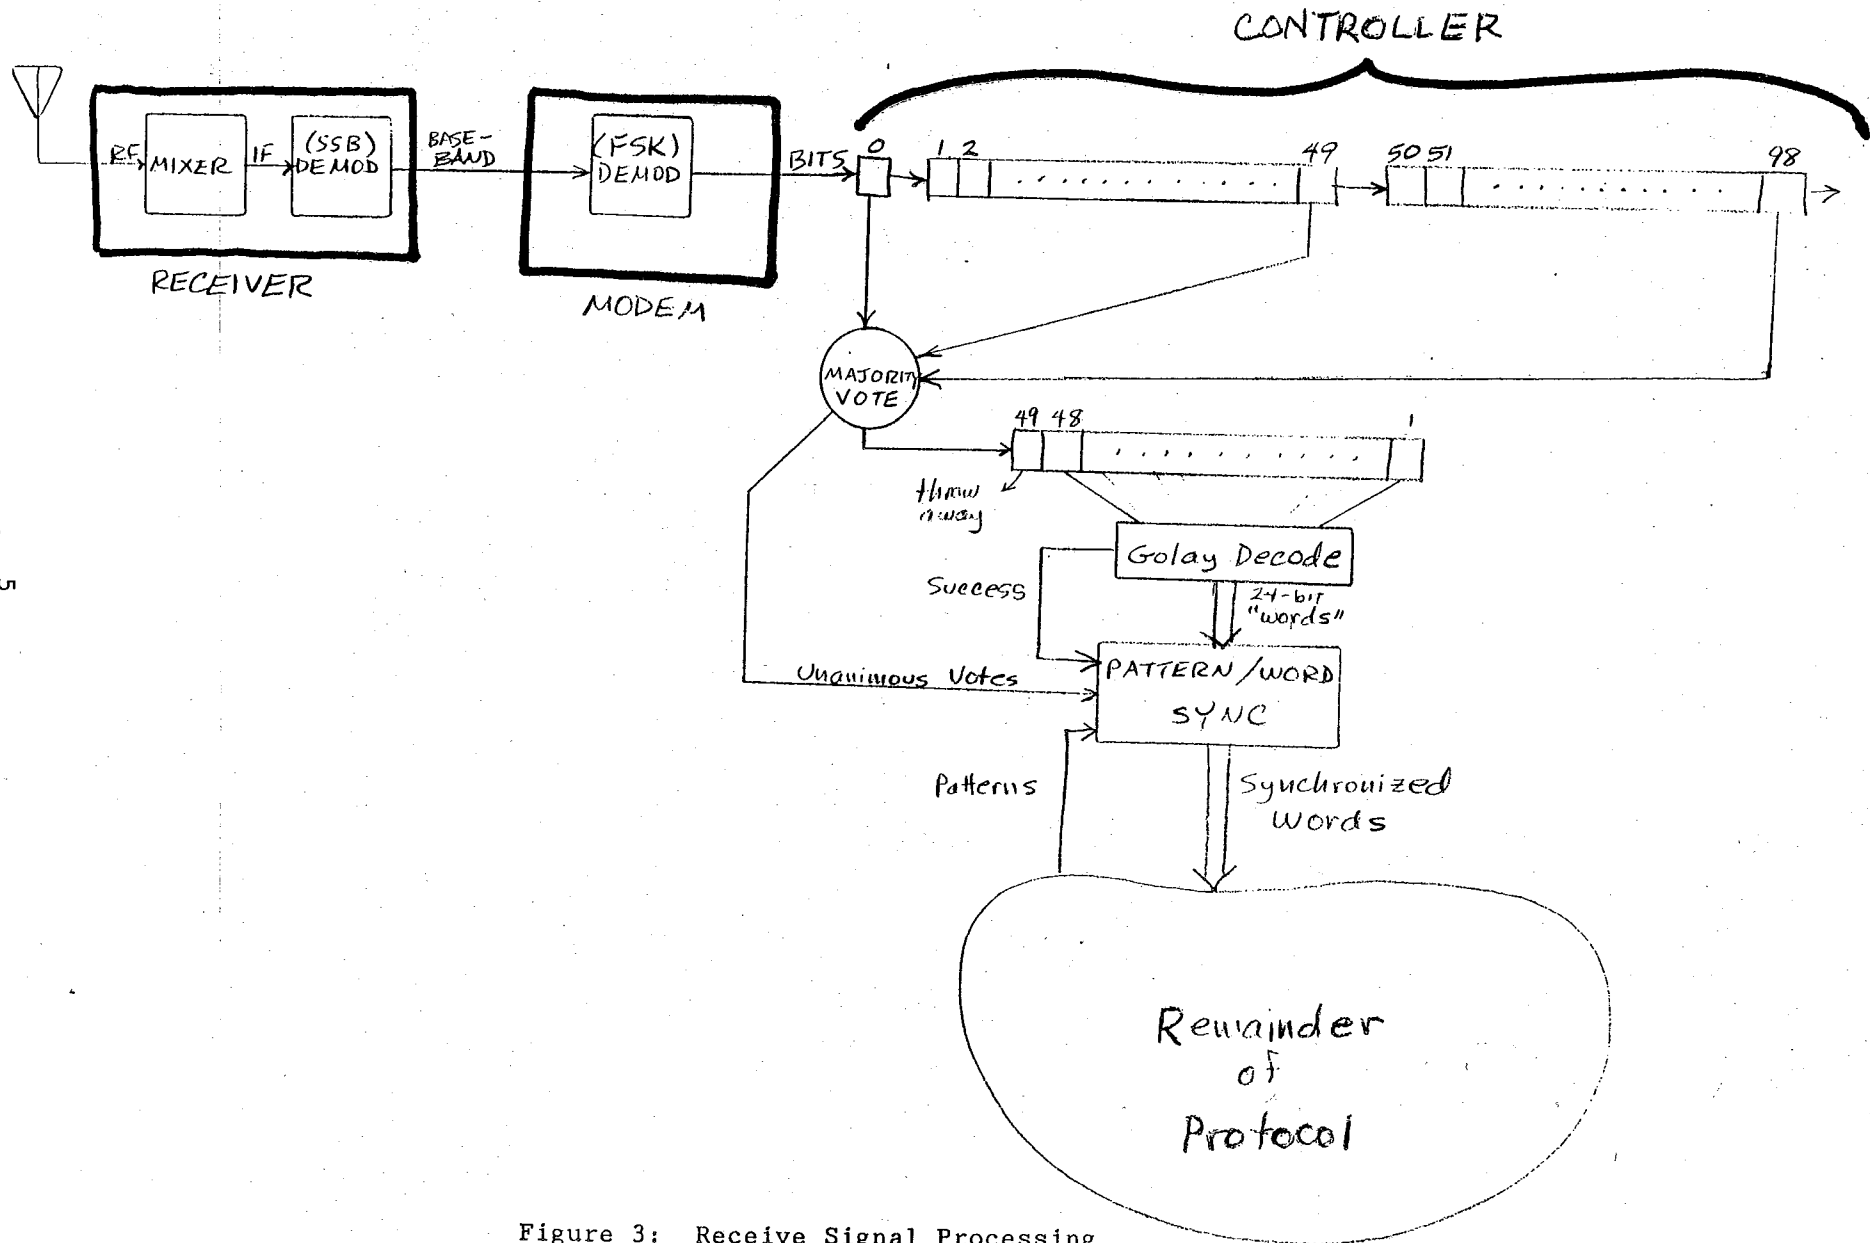 CONTROLLER
RF
MIXER
IF
(SSB)
DEMOD
BASE-
BAND
(FSK)
DEMOD
BITS
0
1 2
49
50 51
98
RECEIVER
MODEM
MAJORITY
VOTE
49 48
1
throw
away
Golay Decode
Success
24-bit
"words"
Unanimous Votes
PATTERN/WORD
SYNC
Patterns
Synchronized
Words
Remainder
of
Protocol
5
Figure 3: Receive Signal Processing